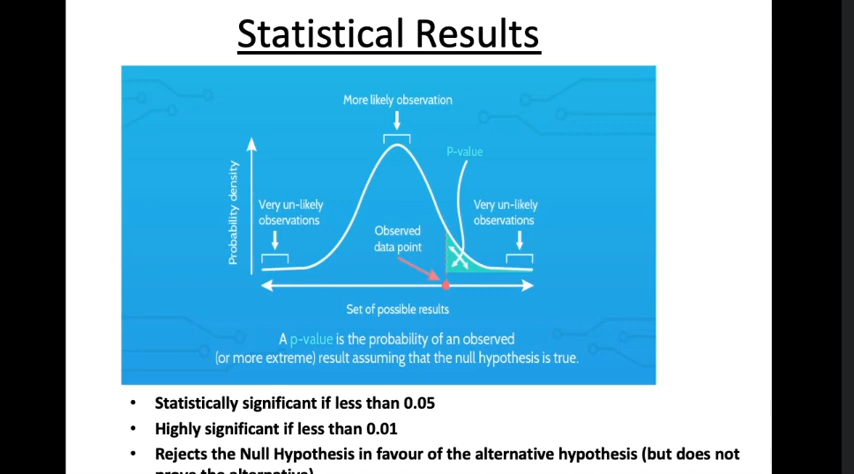 Statistical Results
More likely observation
P-value
Probability density
Very un-likely
observations
Very un-likely
observations
Observed
data point
Set of possible results
A p-value is the probability of an observed
(or more extreme) result assuming that the null hypothesis is true.
• Statistically significant if less than 0.05
• Highly significant if less than 0.01
• Rejects the Null Hypothesis in favour of the alternative hypothesis (but does not
prove the alternative)